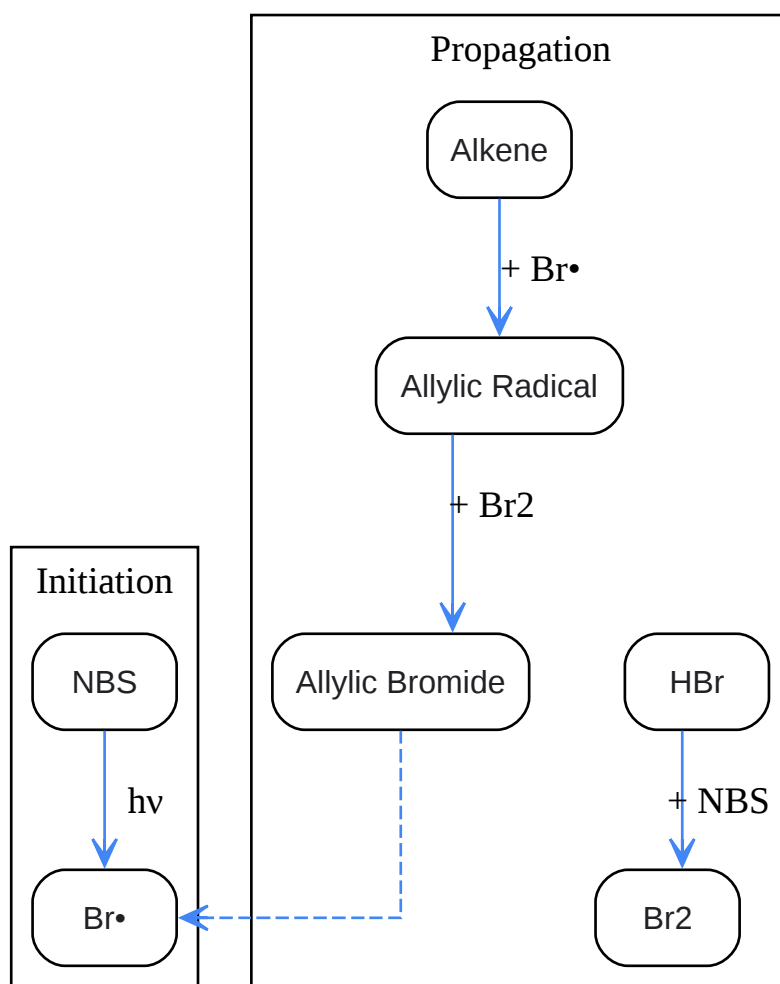 Propagation
Alkene
+ Br•
Allylic Radical
+ Br2
Initiation
NBS
Allylic Bromide
HBr
hν
+ NBS
Br•
Br2